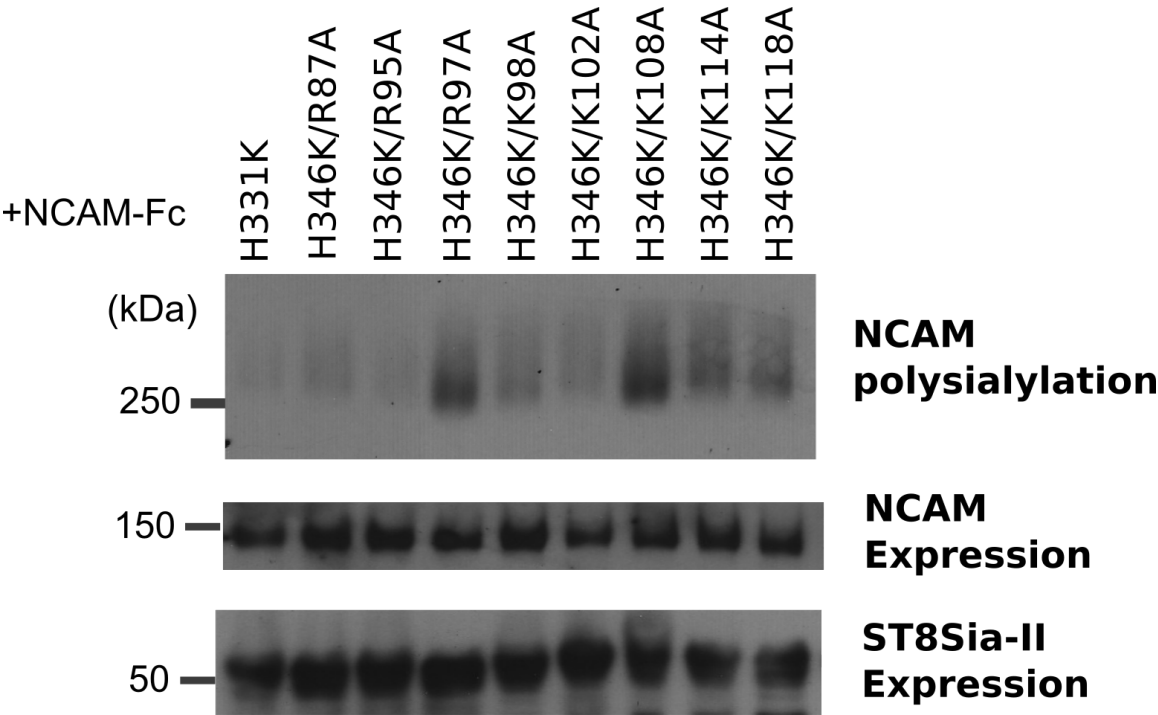 H331K
H346K/R87A
H346K/R95A
H346K/R97A
H346K/K98A
H346K/K102A
H346K/K108A
H346K/K114A
H346K/K118A
+NCAM-Fc
(kDa)
250
NCAM
polysialylation
150
NCAM
Expression
50
ST8Sia-II
Expression